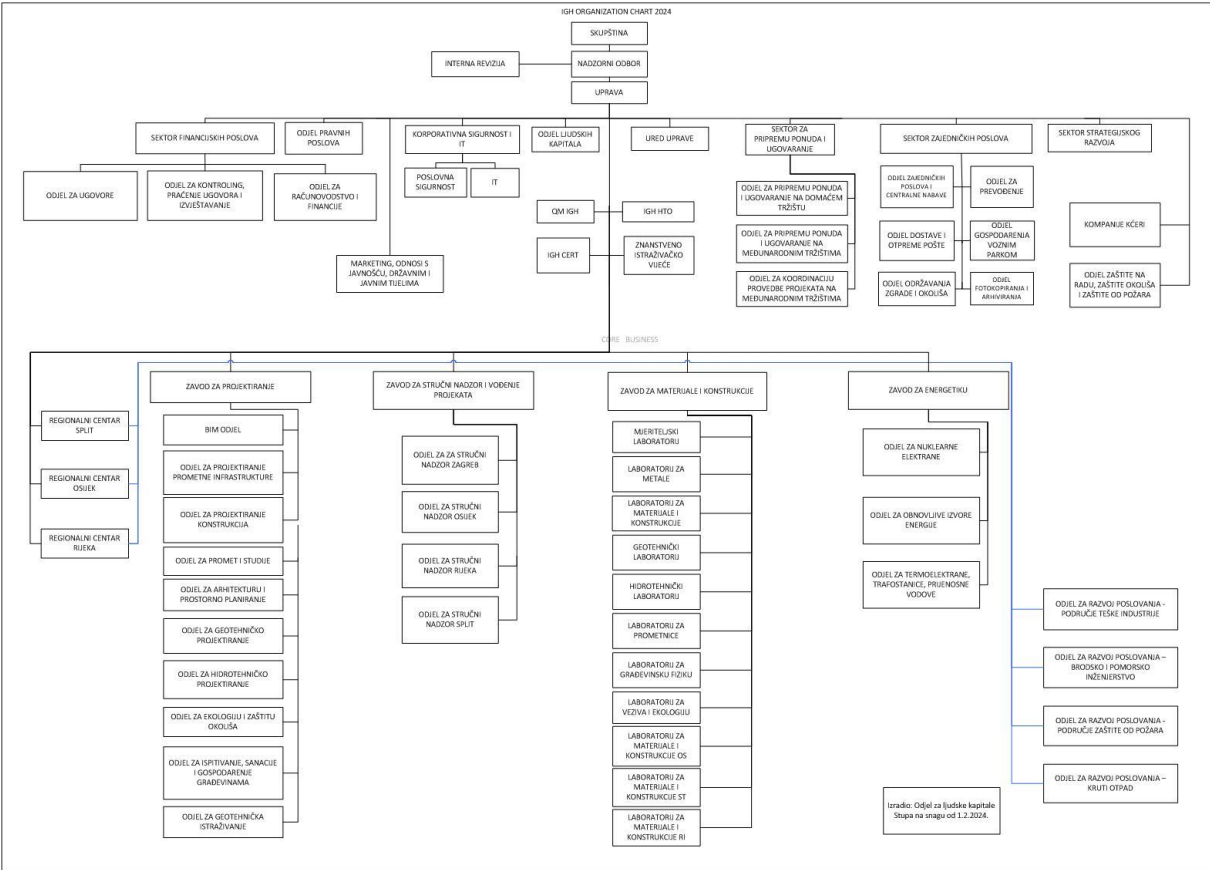 IGH ORGANIZATION CHART 2024
SKUPŠTINA
INTERNA REVIZIJA
NADZORNI ODBOR
UPRAVA
SEKTOR FINANCIJSKIH POSLOVA
ODJEL PRAVNIH
POSLOVA
KORPORATIVNA SIGURNOST I
IT
ODJEL LJUDSKIH
KAPITALA
URED UPRAVE
SEKTOR ZA
PRIPREMU PONUDA I
UGOVARANJE
SEKTOR ZAJEDNIČKIH POSLOVA
SEKTOR STRATEGIJSKOG
RAZVOJA
ODJEL ZA UGOVORE
ODJEL ZA KONTROLING,
PRAĆENJE UGOVORA I
IZVJEŠTAVANJE
ODJEL ZA
RAČUNOVODSTVO I
FINANCIJE
POSLOVNA
SIGURNOST
IT
MARKETING, ODNOSI S
JAVNOŠĆU, DRŽAVNIM I
JAVNIM TIJELIMA
QM IGH
IGH HTO
IGH CERT
ZNANSTVENO
ISTRAŽIVAČKO
VIJEĆE
ODJEL ZA PRIPREMU PONUDA
I UGOVARANJE NA DOMAĆEM
TRŽIŠTU
ODJEL ZA PRIPREMU PONUDA
I UGOVARANJE NA
MEĐUNARODNIM TRŽIŠTIMA
ODJEL ZA KOORDINACIJU
PROVEDBE PROJEKATA NA
MEĐUNARODNIM TRŽIŠTIMA
ODJEL ZAJEDNIČKIH
POSLOVA I
CENTRALNE NABAVE
ODJEL ZA
PREVOĐENJE
ODJEL DOSTAVE I
OTPREME POŠTE
ODJEL
GOSPODARENJA
VOZNIM
PARKOM
ODJEL ODRŽAVANJA
ZGRADE I OKOLIŠA
ODJEL
FOTOKOPIRANJA I
ARHIVIRANJA
KOMPANIJE KĆERI
ODJEL ZAŠTITE NA
RADU, ZAŠTITE OKOLIŠA
I ZAŠTITE OD POŽARA
CORE BUSINESS
REGIONALNI CENTAR
SPLIT
REGIONALNI CENTAR
OSIJEK
REGIONALNI CENTAR
RIJEKA
ZAVOD ZA PROJEKTIRANJE
BIM ODJEL
ODJEL ZA PROJEKTIRANJE
PROMETNE INFRASTRUKTURE
ODJEL ZA PROJEKTIRANJE
KONSTRUKCIJA
ODJEL ZA PROMET I STUDIJE
ODJEL ZA ARHITEKTURU I
PROSTORNO PLANIRANJE
ODJEL ZA GEOTEHNIČKO
PROJEKTIRANJE
ODJEL ZA HIDROTEHNIČKO
PROJEKTIRANJE
ODJEL ZA EKOLOGIJU I ZAŠTITU
OKOLIŠA
ODJEL ZA ISPITIVANJE, SANACIJE
I GOSPODARENJE
GRAĐEVINAMA
ODJEL ZA GEOTEHNIČKA
ISTRAŽIVANJE
ZAVOD ZA STRUČNI NADZOR I VOĐENJE
PROJEKATA
ODJEL ZA ZA STRUČNI
NADZOR ZAGREB
ODJEL ZA STRUČNI
NADZOR OSIJEK
ODJEL ZA STRUČNI
NADZOR RIJEKA
ODJEL ZA STRUČNI
NADZOR SPLIT
ZAVOD ZA MATERIJALE I KONSTRUKCIJE
MJERITELJSKI
LABORATORIJ
LABORATORIJ ZA
METALE
LABORATORIJ ZA
MATERIJALE I
KONSTRUKCIJE
GEOTEHNIČKI
LABORATORIJ
HIDROTEHNIČKI
LABORATORIJ
LABORATORIJ ZA
PROMETNICE
LABORATORIJ ZA
GRAĐEVINSKU FIZIKU
LABORATORIJ ZA
VEZIVA I EKOLOGIJU
LABORATORIJ ZA
MATERIJALE I
KONSTRUKCIJE OS
LABORATORIJ ZA
MATERIJALE I
KONSTRUKCIJE ST
LABORATORIJ ZA
MATERIJALE I
KONSTRUKCIJE RI
ZAVOD ZA ENERGETIKU
ODJEL ZA NUKLEARNE
ELEKTRANE
ODJEL ZA OBNOVLJIVE IZVORE
ENERGIJE
ODJEL ZA TERMOELEKTRANE,
TRAFOSTANICE, PRIJENOSNE
VODOVE
ODJEL ZA RAZVOJ POSLOVANJA -
PODRUČJE TEŠKE INDUSTRIJE
ODJEL ZA RAZVOJ POSLOVANJA –
BRODSKO I POMORSKO
INŽENJERSTVO
ODJEL ZA RAZVOJ POSLOVANJA -
PODRUČJE ZAŠTITE OD POŽARA
ODJEL ZA RAZVOJ POSLOVANJA –
KRUTI OTPAD
Izradio: Odjel za ljudske kapitale
Stupa na snagu od 1.2.2024.